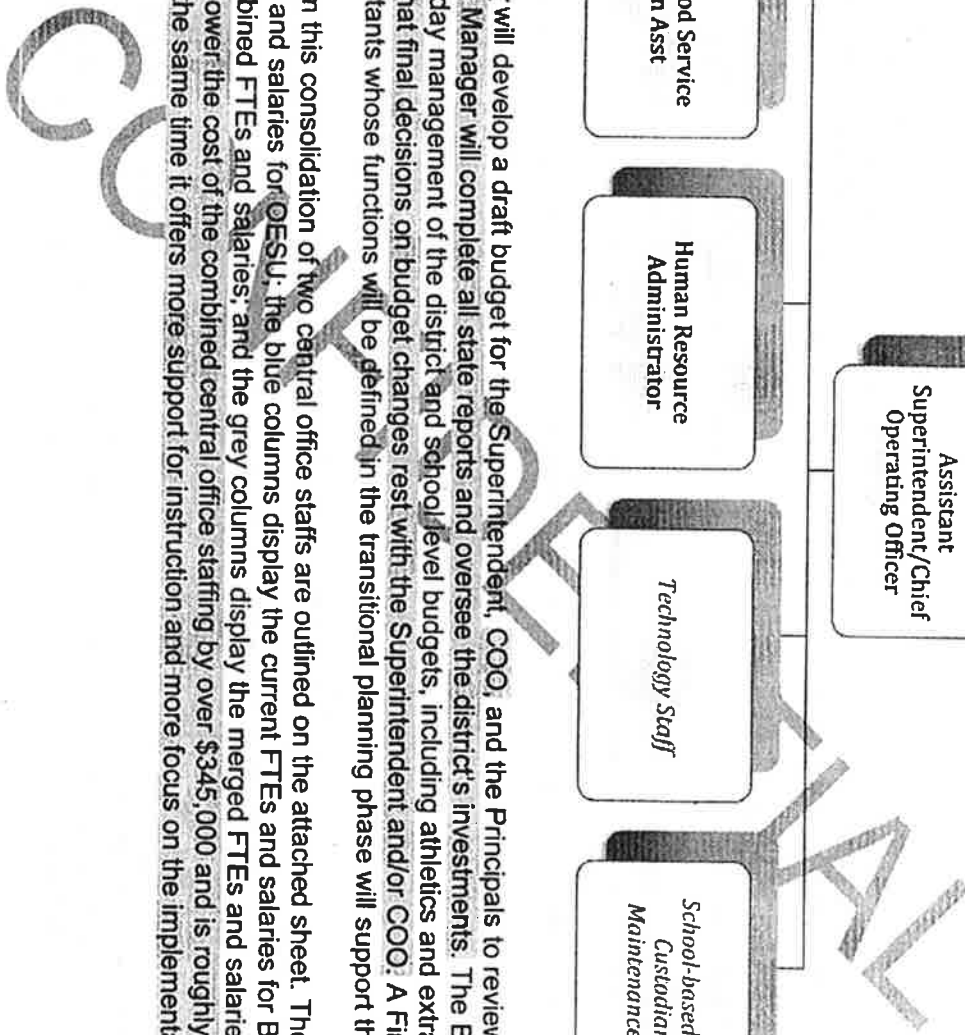 Assistant
Superintendent/Chief
Operating Officer
od Service
n Asst
Human Resource
Administrator
Technology Staff
School-based
Custodian
Maintenance
will develop a draft budget for the Superintendent, COO, and the Principals to review
Manager will complete all state reports and oversee the district's investments. The B
day management of the district and school level budgets, including athletics and extra
hat final decisions on budget changes rest with the Superintendent and/or COO. A Fi
tants whose functions will be defined in the transitional planning phase will support th
n this consolidation of two central office staffs are outlined on the attached sheet. The
and salaries for OESU; the blue columns display the current FTEs and salaries for B
bined FTEs and salaries; and the grey columns display the merged FTEs and salarie
ower the cost of the combined central office staffing by over $345,000 and is roughly
he same time it offers more support for instruction and more focus on the implement
CONFIDENTIAL